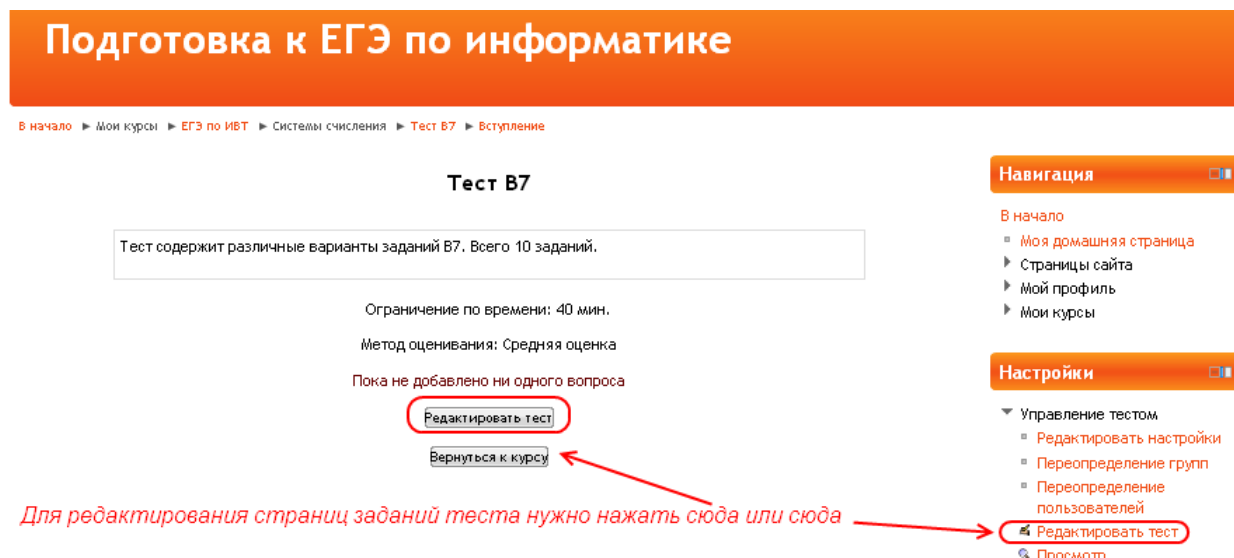 Подготовка к ЕГЭ по информатике
В начало ► Мои курсы ► ЕГЭ по ИВТ ► Системы счисления ► Тест В7 ► Вступление
Тест В7
Тест содержит различные варианты заданий В7. Всего 10 заданий.
Ограничение по времени: 40 мин.
Метод оценивания: Средняя оценка
Пока не добавлено ни одного вопроса
Редактировать тест
Вернуться к курсу
Для редактирования страниц заданий теста нужно нажать сюда или сюда
Навигация
В начало
Моя домашняя страница
Страницы сайта
Мой профиль
Мои курсы
Настройки
Управление тестом
Редактировать настройки
Переопределение групп
Переопределение
пользователей
Редактировать тест
Просмотр